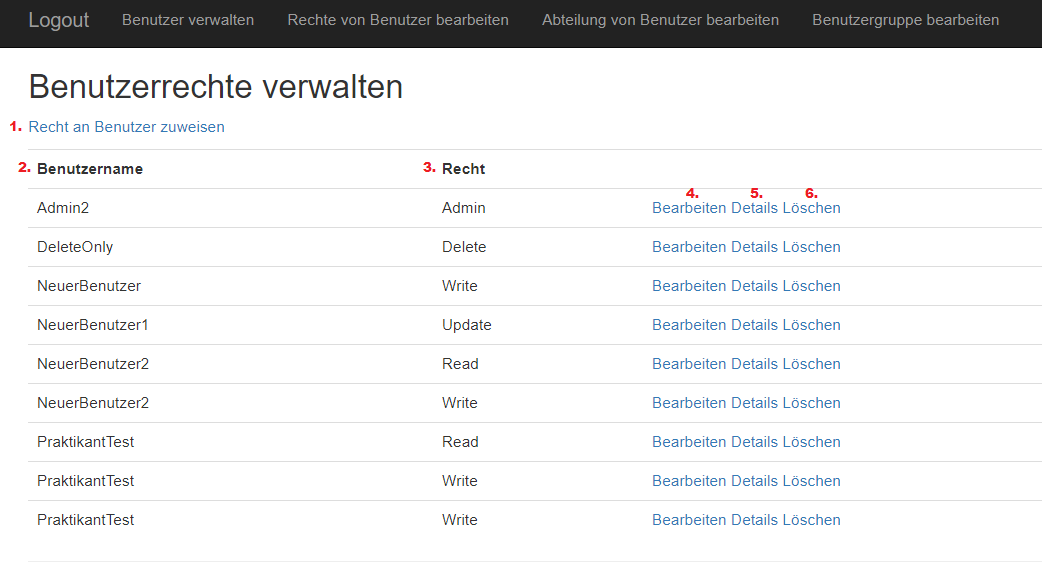 Logout Benutzer verwalten Rechte von Benutzer bearbeiten Abteilung von Benutzer bearbeiten Benutzergruppe bearbeiten
Benutzerrechte verwalten
1. Recht an Benutzer zuweisen
2. Benutzername 3. Recht
4. 5. 6.
Admin2 Admin Bearbeiten Details Löschen
DeleteOnly Delete Bearbeiten Details Löschen
NeuerBenutzer Write Bearbeiten Details Löschen
NeuerBenutzer1 Update Bearbeiten Details Löschen
NeuerBenutzer2 Read Bearbeiten Details Löschen
NeuerBenutzer2 Write Bearbeiten Details Löschen
PraktikantTest Read Bearbeiten Details Löschen
PraktikantTest Write Bearbeiten Details Löschen
PraktikantTest Write Bearbeiten Details Löschen